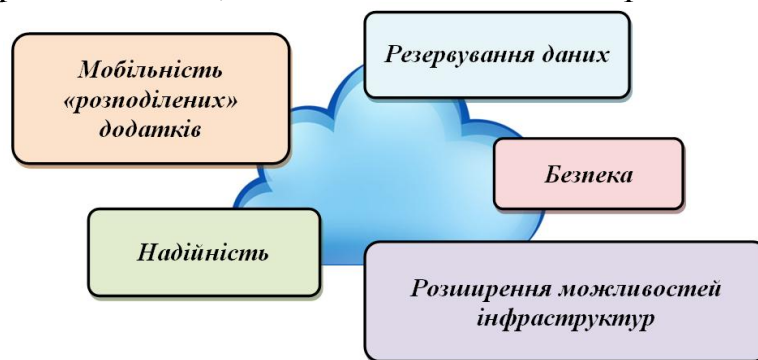 Мобільність
«розподілених»
додатків
Резервування даних
Безпека
Надійність
Розширення можливостей
інфраструктур